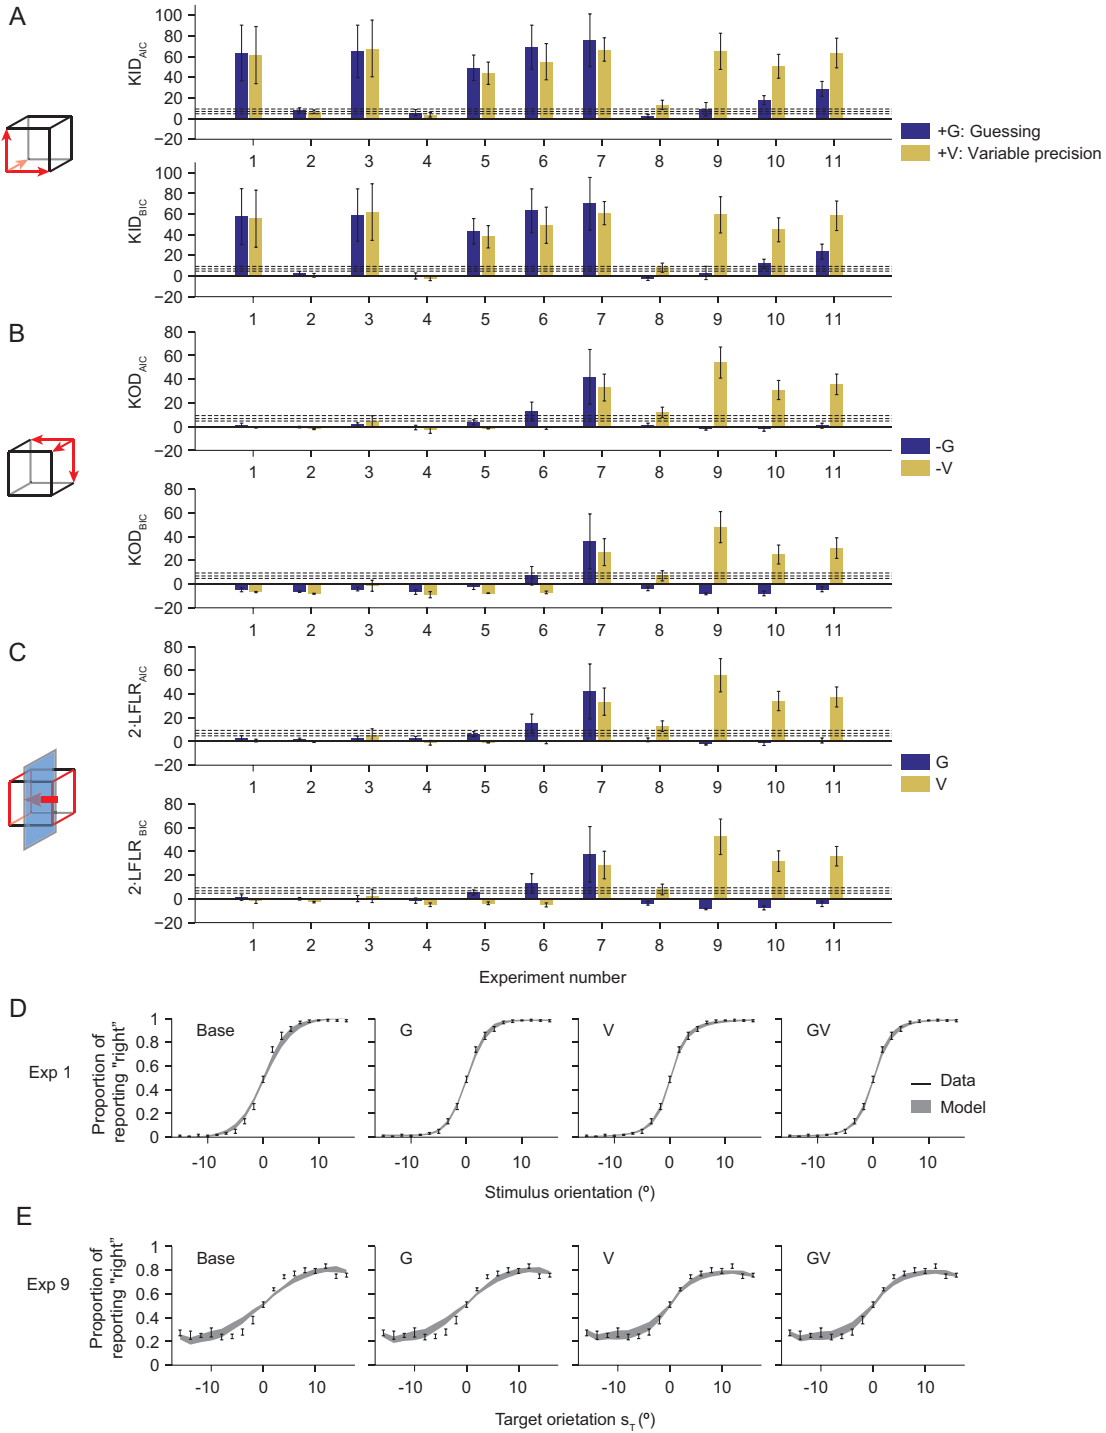 A
KID_AIC
100
80
60
40
20
0
−20
1 2 3 4 5 6 7 8 9 10 11
+G: Guessing
+V: Variable precision
KID_BIC
100
80
60
40
20
0
−20
1 2 3 4 5 6 7 8 9 10 11
B
KOD_AIC
80
60
40
20
0
−20
1 2 3 4 5 6 7 8 9 10 11
-G
-V
KOD_BIC
80
60
40
20
0
−20
1 2 3 4 5 6 7 8 9 10 11
C
2·LFLR_AIC
80
60
40
20
0
−20
1 2 3 4 5 6 7 8 9 10 11
G
V
2·LFLR_BIC
80
60
40
20
0
−20
1 2 3 4 5 6 7 8 9 10 11
Experiment number
D
Exp 1
Proportion of
reporting "right”
1
0.8
0.6
0.4
0.2
0
Base
G
V
GV
Data
Model
-10 0 10
-10 0 10
-10 0 10
-10 0 10
Stimulus orientation (º)
E
Exp 9
Proportion of
reporting "right”
1
0.8
0.6
0.4
0.2
0
Base
G
V
GV
-10 0 10
-10 0 10
-10 0 10
-10 0 10
Target orietation s_T (º)